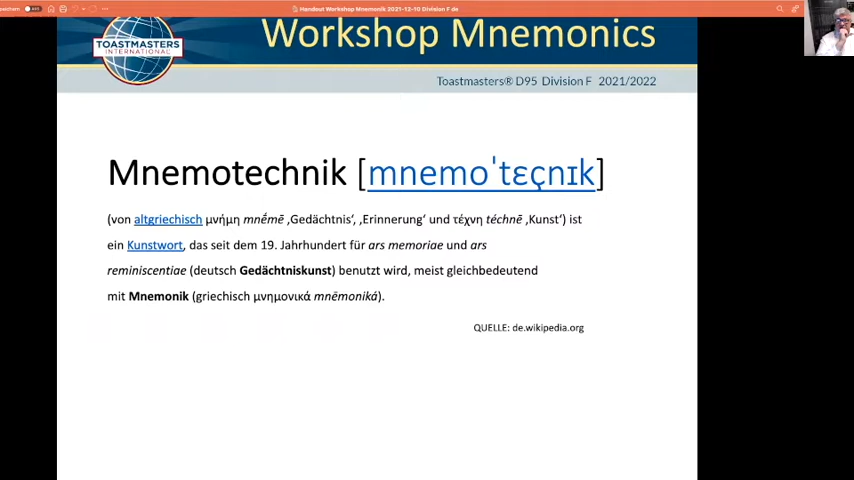 Handout Workshop Mnemonik 2021-12-10 Division F de
Workshop Mnemonics
TOASTMASTERS
INTERNATIONAL
Toastmasters® D95 Division F 2021/2022
Mnemotechnik [mnemoˈtɛçnɪk]
(von altgriechisch μνήμη mnḗmē ‚Gedächtnis‘, ‚Erinnerung‘ und τέχνη téchnē ‚Kunst‘) ist
ein Kunstwort, das seit dem 19. Jahrhundert für ars memoriae und ars
reminiscentiae (deutsch Gedächtniskunst) benutzt wird, meist gleichbedeutend
mit Mnemonik (griechisch μνημονικά mnēmoniká).
QUELLE: de.wikipedia.org